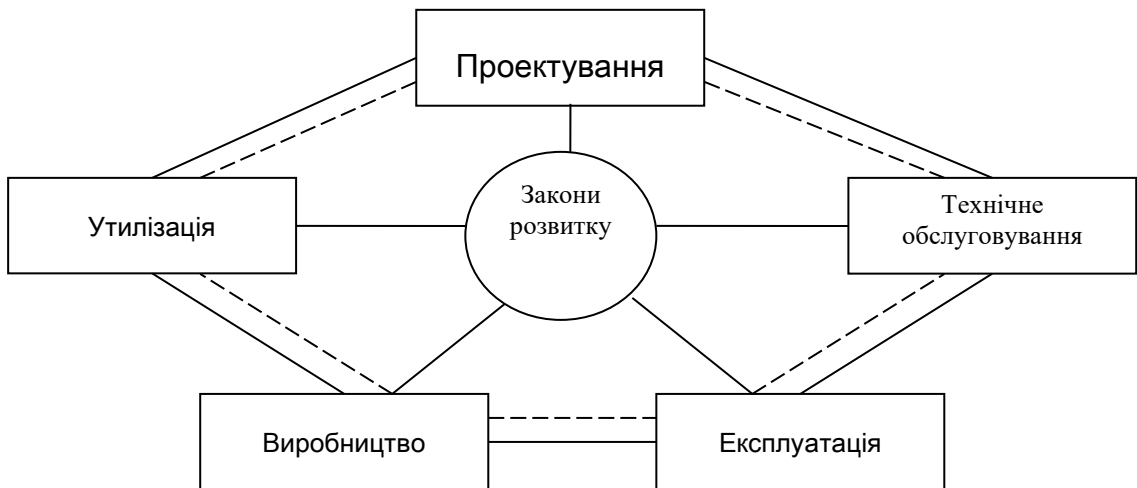 Проектування
Утилізація
Закони
розвитку
Технічне
обслуговування
Виробництво
Експлуатація